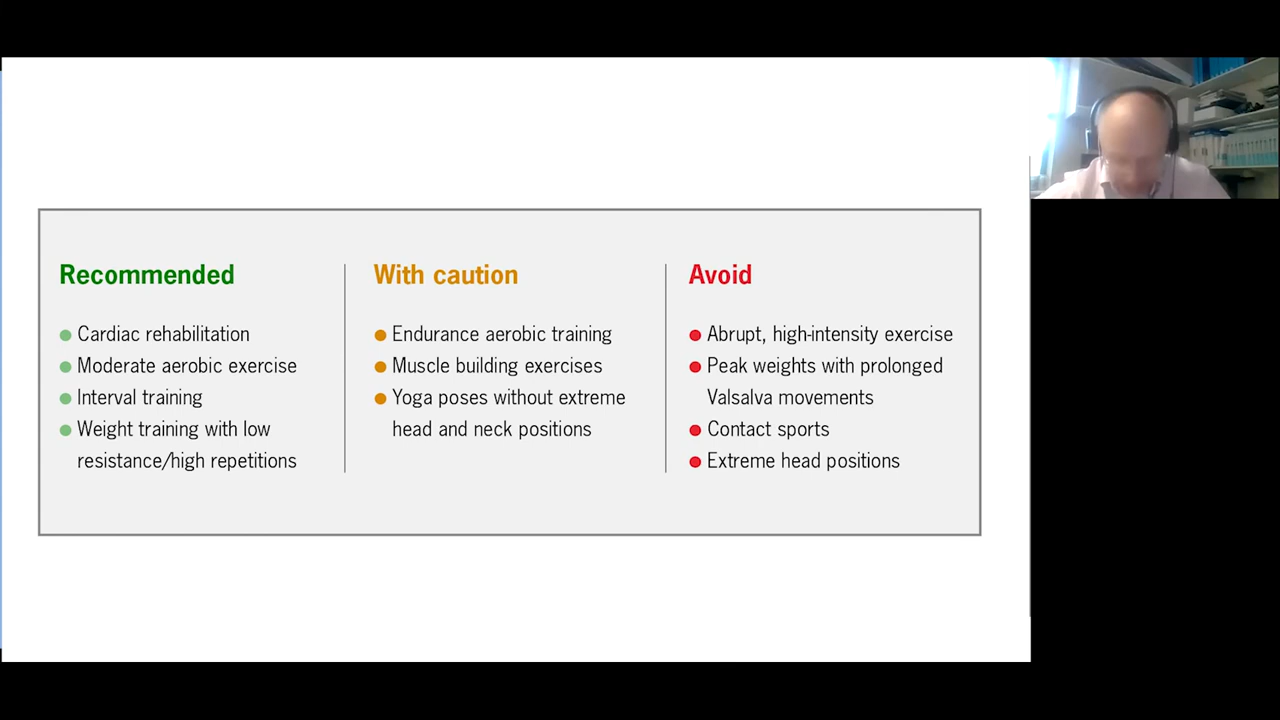 Recommended
Cardiac rehabilitation
Moderate aerobic exercise
Interval training
Weight training with low
resistance/high repetitions
With caution
Endurance aerobic training
Muscle building exercises
Yoga poses without extreme
head and neck positions
Avoid
Abrupt, high-intensity exercise
Peak weights with prolonged
Valsalva movements
Contact sports
Extreme head positions